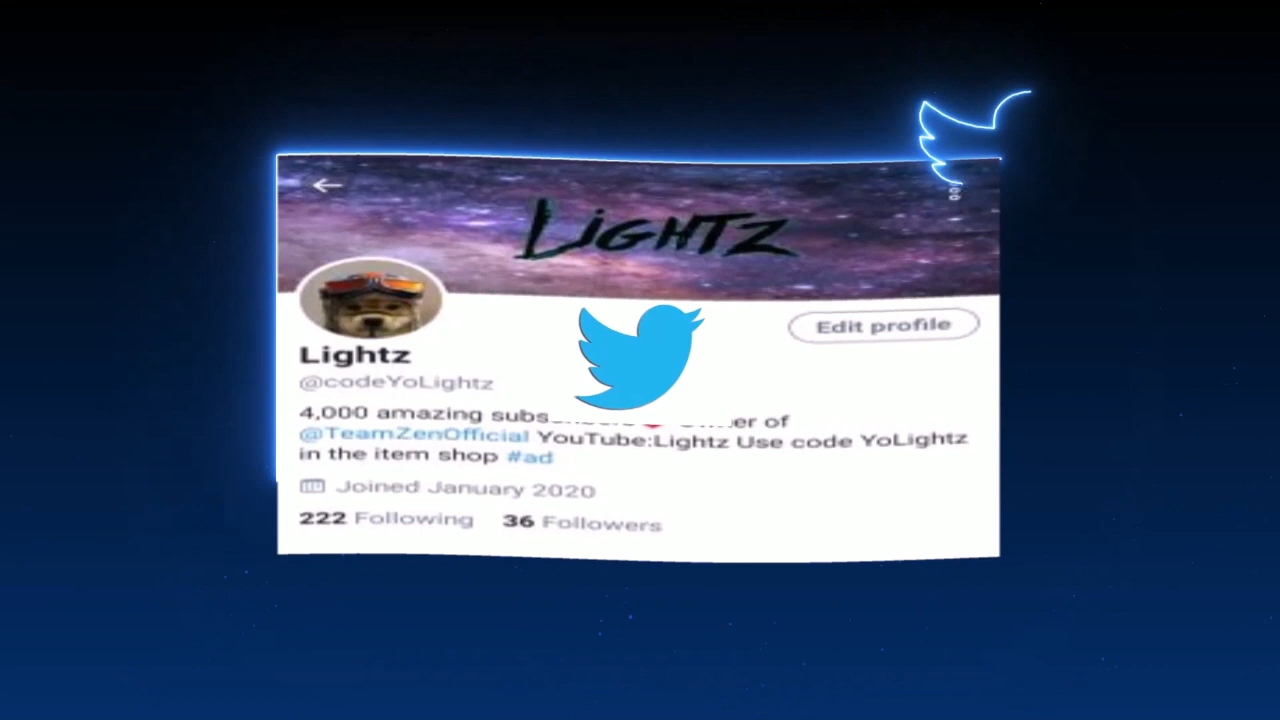 LiGHTZ
Edit profile
Lightz
@codeYoLightz
4,000 amazing of
@TeamZenOfficial YouTube:Lightz Use code YoLightz
in the item shop #ad
Joined January 2020
222 Following 36 Followers